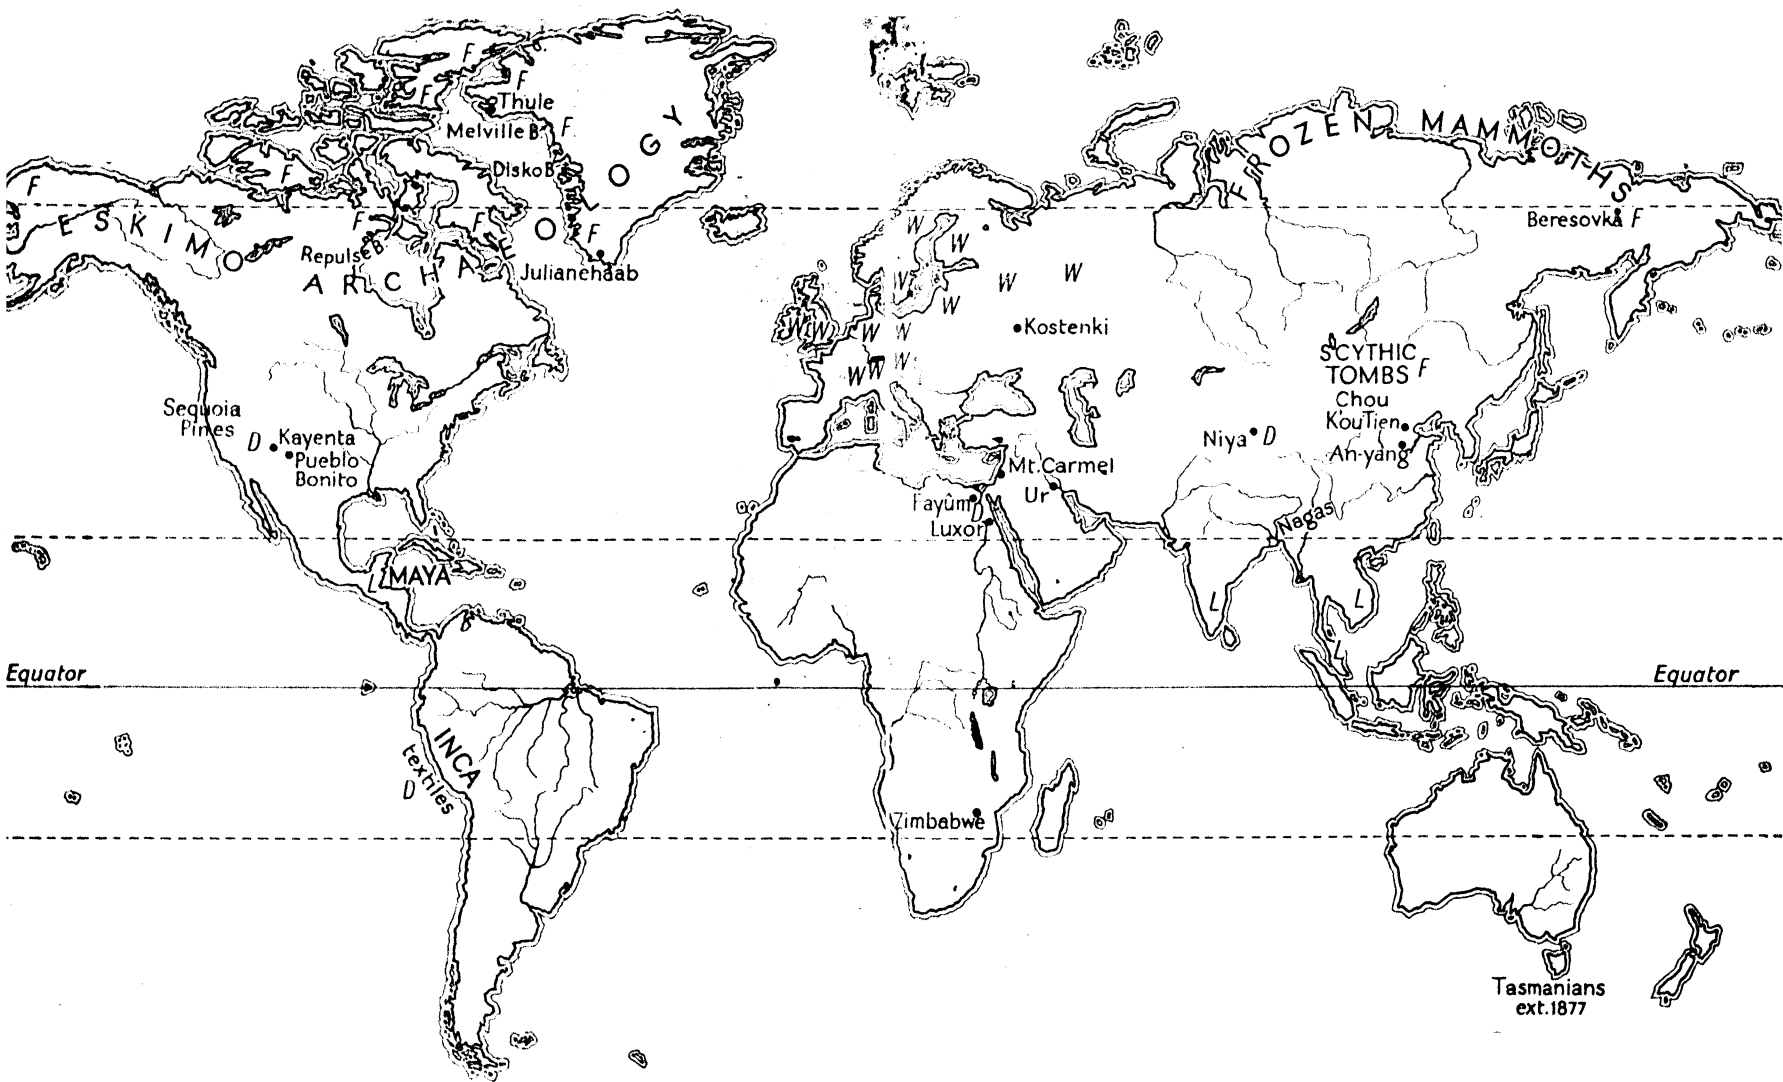 F
F
F
Thule
Melville B.
F
Disko B.
F
F
ESKIMO
ARCHAEOLOGY
F
F
F
Repulse B.
Julianehaab
FROZEN MAMMOTHS
Beresovka F
W
W
W
W
W
W
W W
W
W
W W
W
Kostenki
SCYTHIC
TOMBS F
Chou
K'ouTien
An-yang
Sequoia
Pines
D
Kayenta
Pueblo
Bonito
Niya D
Mt. Carmel
Ur
Fayûm
D
Luxor
Nagas
L
MAYA
L
L
L
Equator
Equator
INCA
textiles
D
Zimbabwe
Tasmanians
ext. 1877